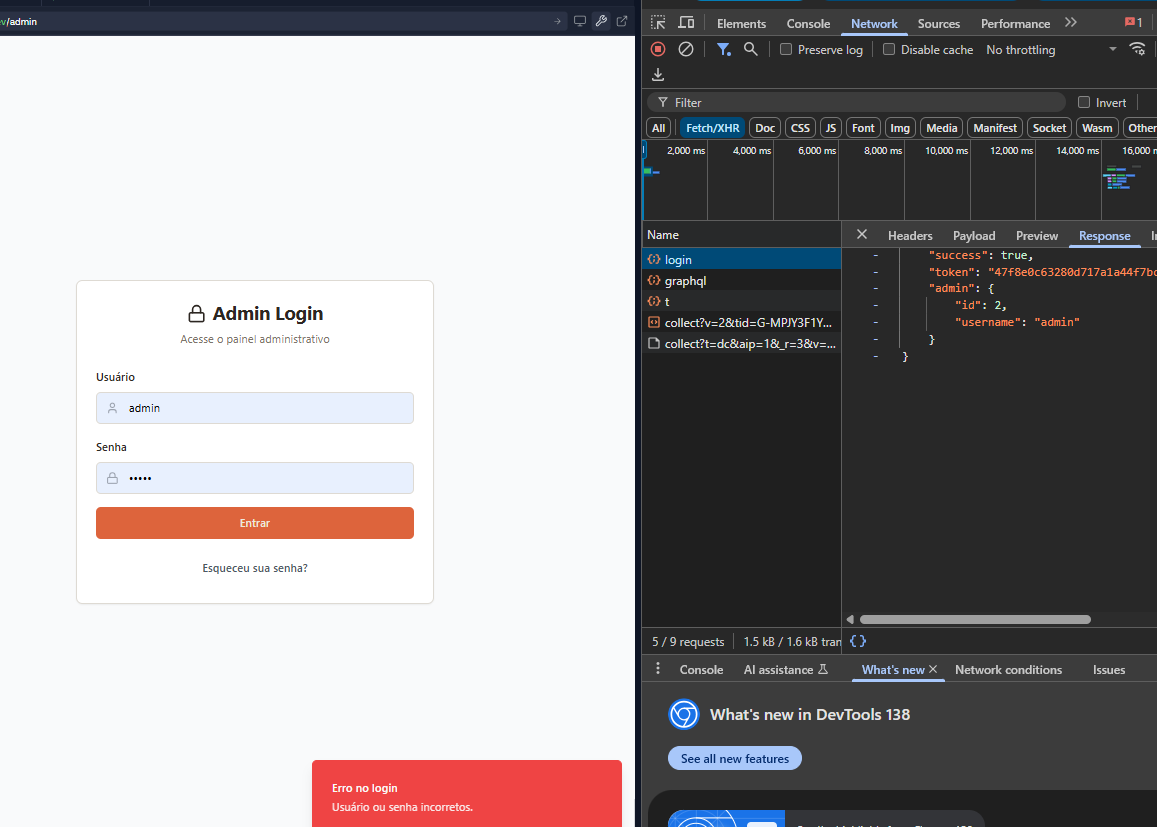 v/admin
Admin Login
Acesse o painel administrativo
Usuário
admin
Senha
•••••
Entrar
Esqueceu sua senha?
Erro no login
Usuário ou senha incorretos.
Elements Console Network Sources Performance 1
Preserve log Disable cache No throttling
Filter Invert
All Fetch/XHR Doc CSS JS Font Img Media Manifest Socket Wasm Other
2,000 ms 4,000 ms 6,000 ms 8,000 ms 10,000 ms 12,000 ms 14,000 ms 16,000 m
Name
login
graphql
t
collect?v=2&tid=G-MPJY3F1Y...
collect?t=dc&aip=1&_r=3&v=...
Headers Payload Preview Response
"success": true,
"token": "47f8e0c63280d717a1a44f7b
"admin": {
"id": 2,
"username": "admin"
}
}
5 / 9 requests 1.5 kB / 1.6 kB tran
Console AI assistance What's new Network conditions Issues
What's new in DevTools 138
See all new features